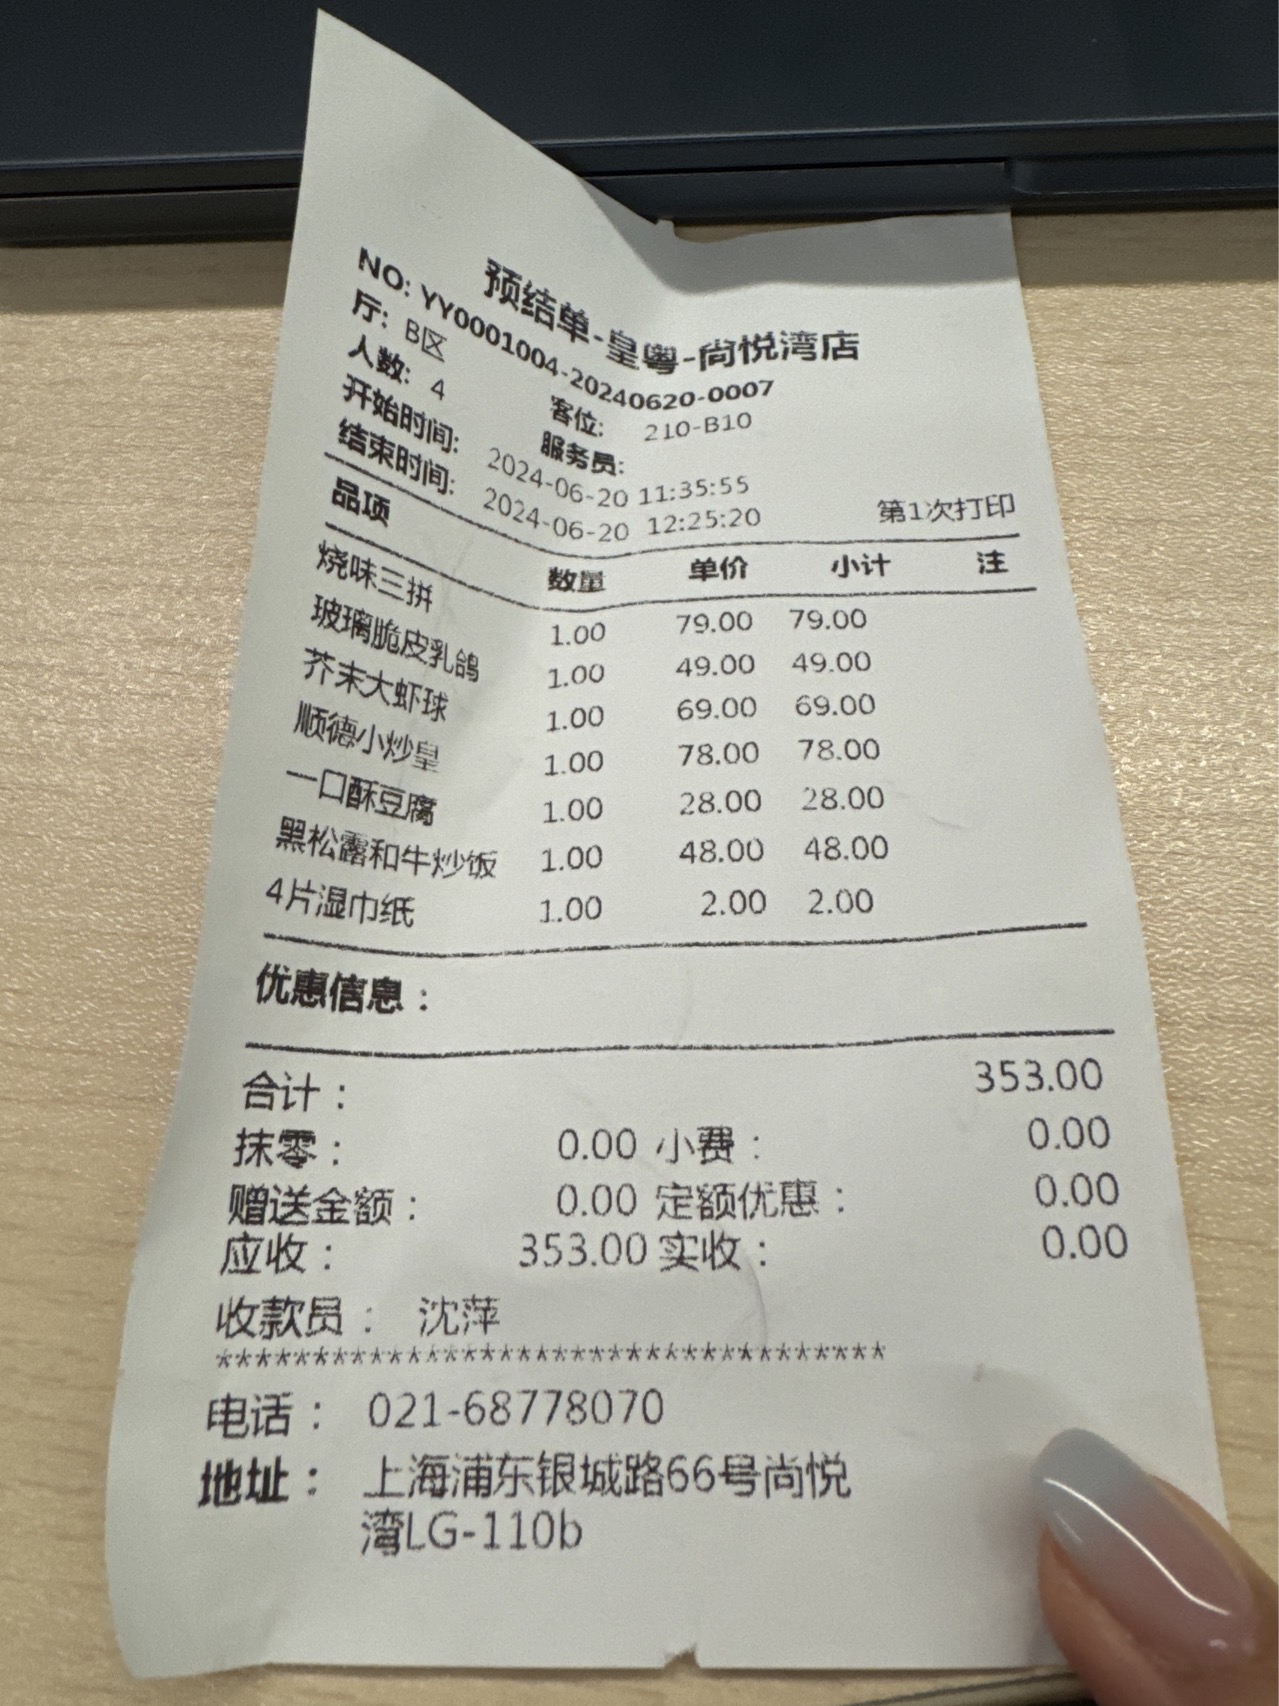 预结单-皇粤-尚悦湾店
NO: YY0001004-20240620-0007
厅: B区 客位: 210-B10
人数: 4 服务员:
开始时间: 2024-06-20 11:35:55
结束时间: 2024-06-20 12:25:20 第1次打印
品项 数量 单价 小计 注
烧味三拼 1.00 79.00 79.00
玻璃脆皮乳鸽 1.00 49.00 49.00
芥末大虾球 1.00 69.00 69.00
顺德小炒皇 1.00 78.00 78.00
一口酥豆腐 1.00 28.00 28.00
黑松露和牛炒饭 1.00 48.00 48.00
4片湿巾纸 1.00 2.00 2.00
优惠信息：
合计： 353.00
抹零： 0.00 小费： 0.00
赠送金额： 0.00 定额优惠： 0.00
应收： 353.00 实收： 0.00
收款员： 沈萍
****************************************
电话： 021-68778070
地址： 上海浦东银城路66号尚悦
湾LG-110b